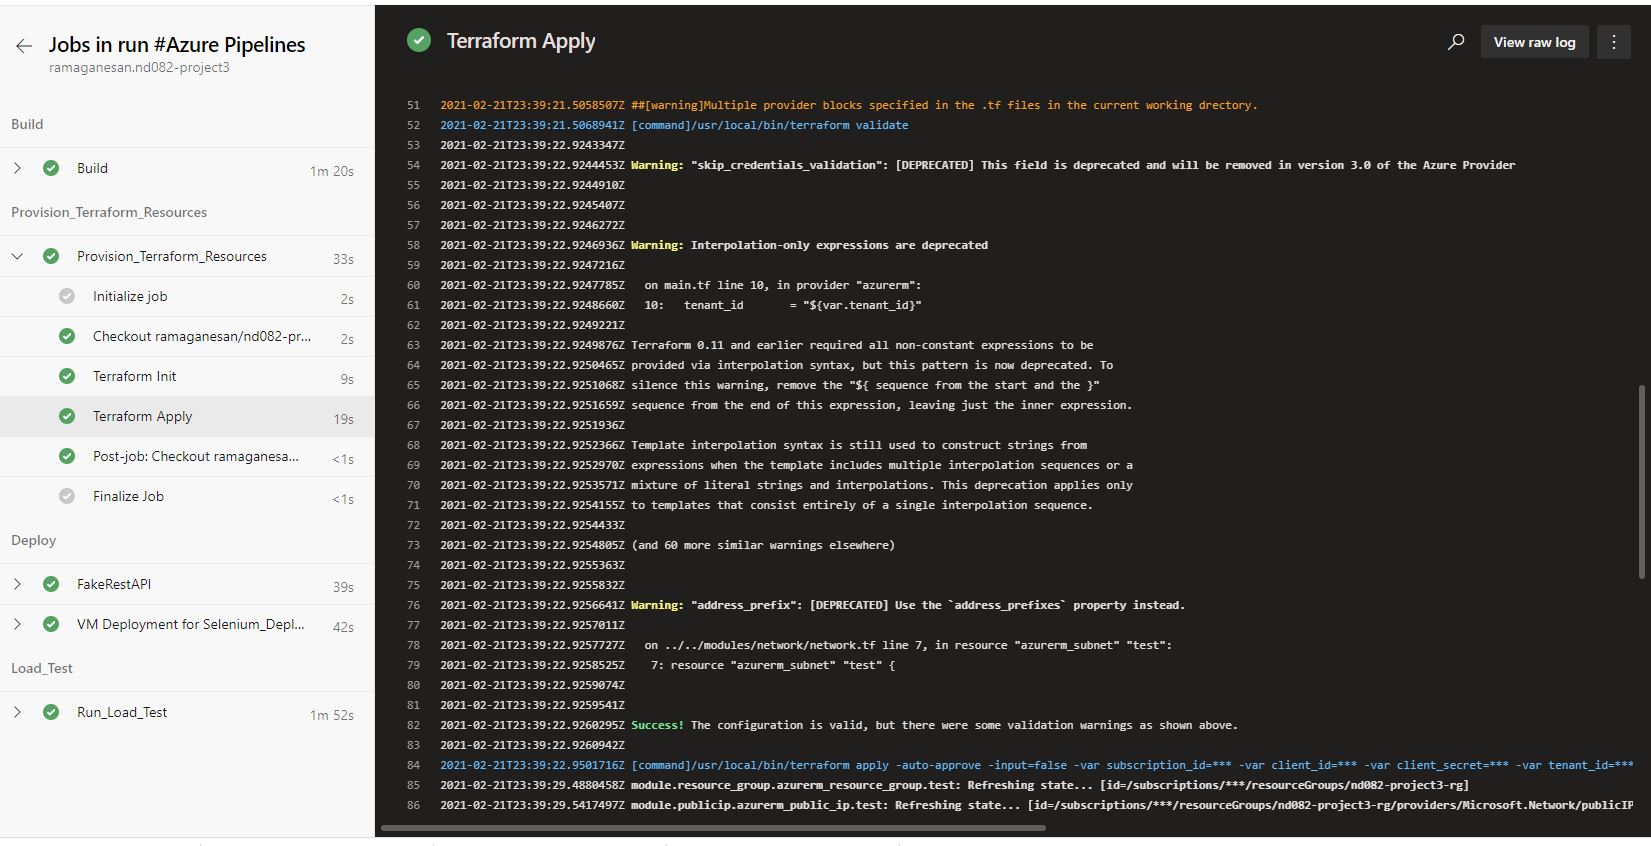 Jobs in run #Azure Pipelines
ramaganesan.nd082-project3
Build
Build 1m 20s
Provision_Terraform_Resources
Provision_Terraform_Resources 33s
Initialize job 2s
Checkout ramaganesan/nd082-pr... 2s
Terraform Init 9s
Terraform Apply 19s
Post-job: Checkout ramaganesa... <1s
Finalize Job <1s
Deploy
FakeRestAPI 39s
VM Deployment for Selenium_Depl... 42s
Load_Test
Run_Load_Test 1m 52s
Terraform Apply
View raw log
51 2021-02-21T23:39:21.5058507Z ##[warning]Multiple provider blocks specified in the .tf files in the current working drectory.
52 2021-02-21T23:39:21.5068941Z [command]/usr/local/bin/terraform validate
53 2021-02-21T23:39:22.9243347Z
54 2021-02-21T23:39:22.9244453Z Warning: "skip_credentials_validation": [DEPRECATED] This field is deprecated and will be removed in version 3.0 of the Azure Provider
55 2021-02-21T23:39:22.9244910Z
56 2021-02-21T23:39:22.9245407Z
57 2021-02-21T23:39:22.9246272Z
58 2021-02-21T23:39:22.9246936Z Warning: Interpolation-only expressions are deprecated
59 2021-02-21T23:39:22.9247216Z
60 2021-02-21T23:39:22.9247785Z on main.tf line 10, in provider "azurerm":
61 2021-02-21T23:39:22.9248660Z 10: tenant_id = "${var.tenant_id}"
62 2021-02-21T23:39:22.9249221Z
63 2021-02-21T23:39:22.9249876Z Terraform 0.11 and earlier required all non-constant expressions to be
64 2021-02-21T23:39:22.9250465Z provided via interpolation syntax, but this pattern is now deprecated. To
65 2021-02-21T23:39:22.9251068Z silence this warning, remove the "${ sequence from the start and the }"
66 2021-02-21T23:39:22.9251659Z sequence from the end of this expression, leaving just the inner expression.
67 2021-02-21T23:39:22.9251936Z
68 2021-02-21T23:39:22.9252366Z Template interpolation syntax is still used to construct strings from
69 2021-02-21T23:39:22.9252970Z expressions when the template includes multiple interpolation sequences or a
70 2021-02-21T23:39:22.9253571Z mixture of literal strings and interpolations. This deprecation applies only
71 2021-02-21T23:39:22.9254155Z to templates that consist entirely of a single interpolation sequence.
72 2021-02-21T23:39:22.9254433Z
73 2021-02-21T23:39:22.9254805Z (and 60 more similar warnings elsewhere)
74 2021-02-21T23:39:22.9255363Z
75 2021-02-21T23:39:22.9255832Z
76 2021-02-21T23:39:22.9256641Z Warning: "address_prefix": [DEPRECATED] Use the `address_prefixes` property instead.
77 2021-02-21T23:39:22.9257011Z
78 2021-02-21T23:39:22.9257727Z on ../../modules/network/network.tf line 7, in resource "azurerm_subnet" "test":
79 2021-02-21T23:39:22.9258525Z 7: resource "azurerm_subnet" "test" {
80 2021-02-21T23:39:22.9259074Z
81 2021-02-21T23:39:22.9259541Z
82 2021-02-21T23:39:22.9260295Z Success! The configuration is valid, but there were some validation warnings as shown above.
83 2021-02-21T23:39:22.9260942Z
84 2021-02-21T23:39:22.9501716Z [command]/usr/local/bin/terraform apply -auto-approve -input=false -var subscription_id=*** -var client_id=*** -var client_secret=*** -var tenant_id=***
85 2021-02-21T23:39:29.4880458Z module.resource_group.azurerm_resource_group.test: Refreshing state... [id=/subscriptions/***/resourceGroups/nd082-project3-rg]
86 2021-02-21T23:39:29.5417497Z module.publicip.azurerm_public_ip.test: Refreshing state... [id=/subscriptions/***/resourceGroups/nd082-project3-rg/providers/Microsoft.Network/publicIP